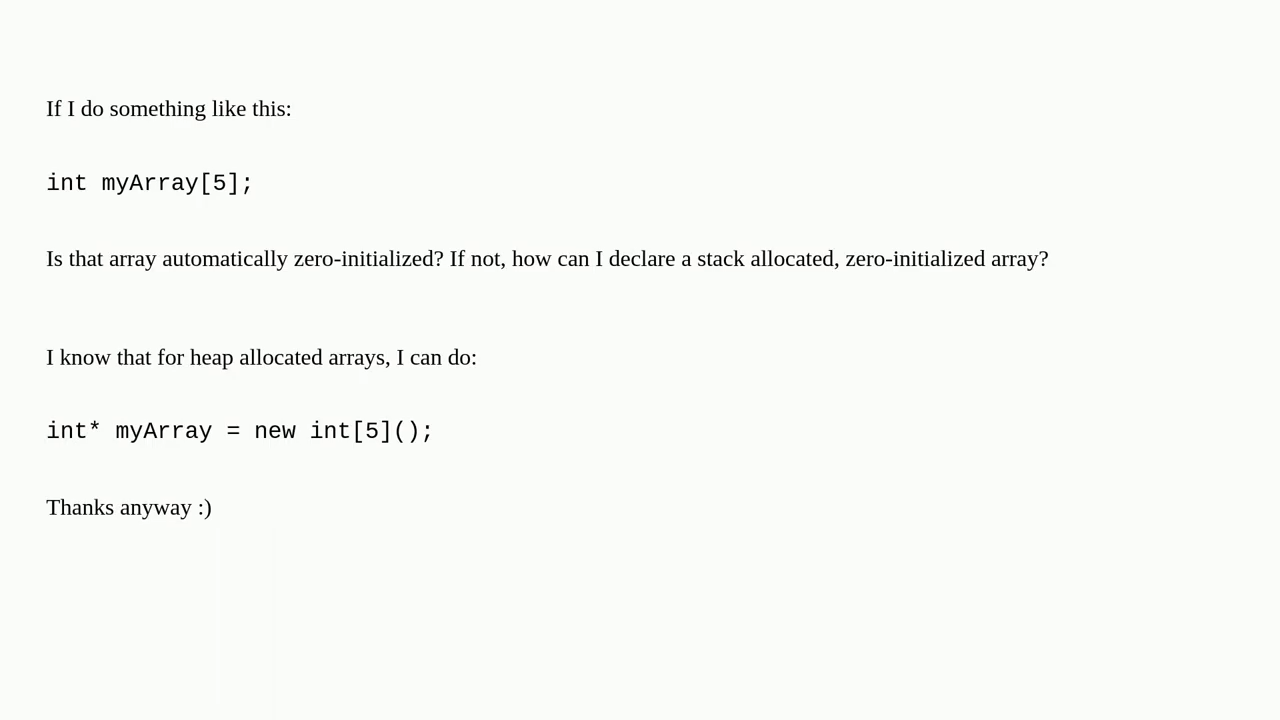 If I do something like this:
int myArray[5];
Is that array automatically zero-initialized? If not, how can I declare a stack allocated, zero-initialized array?
I know that for heap allocated arrays, I can do:
int* myArray = new int[5]();
Thanks anyway :)